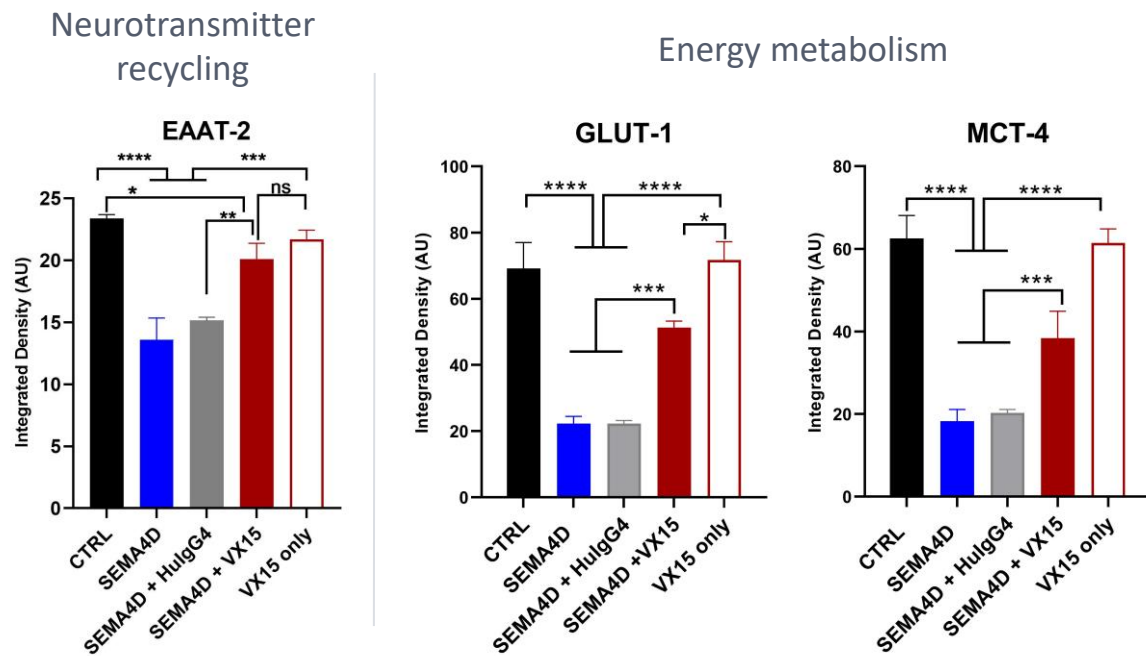 Neurotransmitter
recycling
Energy metabolism
EAAT-2
****
***
*
**
ns
Integrated Density (AU)
25
20
15
10
5
0
CTRL
SEMA4D
SEMA4D + HuIgG4
SEMA4D + VX15
VX15 only
GLUT-1
****
****
*
***
Integrated Density (AU)
100
80
60
40
20
0
CTRL
SEMA4D
SEMA4D + HuIgG4
SEMA4D +VX15
VX15 only
MCT-4
****
****
***
Integrated Density (AU)
80
60
40
20
0
CTRL
SEMA4D
SEMA4D + HuIgG4
SEMA4D + VX15
VX15 only